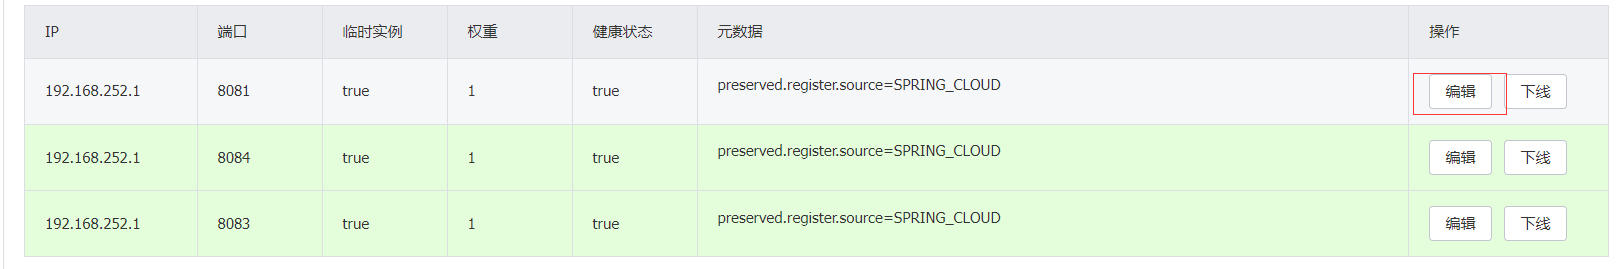 IP 端口 临时实例 权重 健康状态 元数据 操作
192.168.252.1 8081 true 1 true preserved.register.source=SPRING_CLOUD 编辑 下线
192.168.252.1 8084 true 1 true preserved.register.source=SPRING_CLOUD 编辑 下线
192.168.252.1 8083 true 1 true preserved.register.source=SPRING_CLOUD 编辑 下线